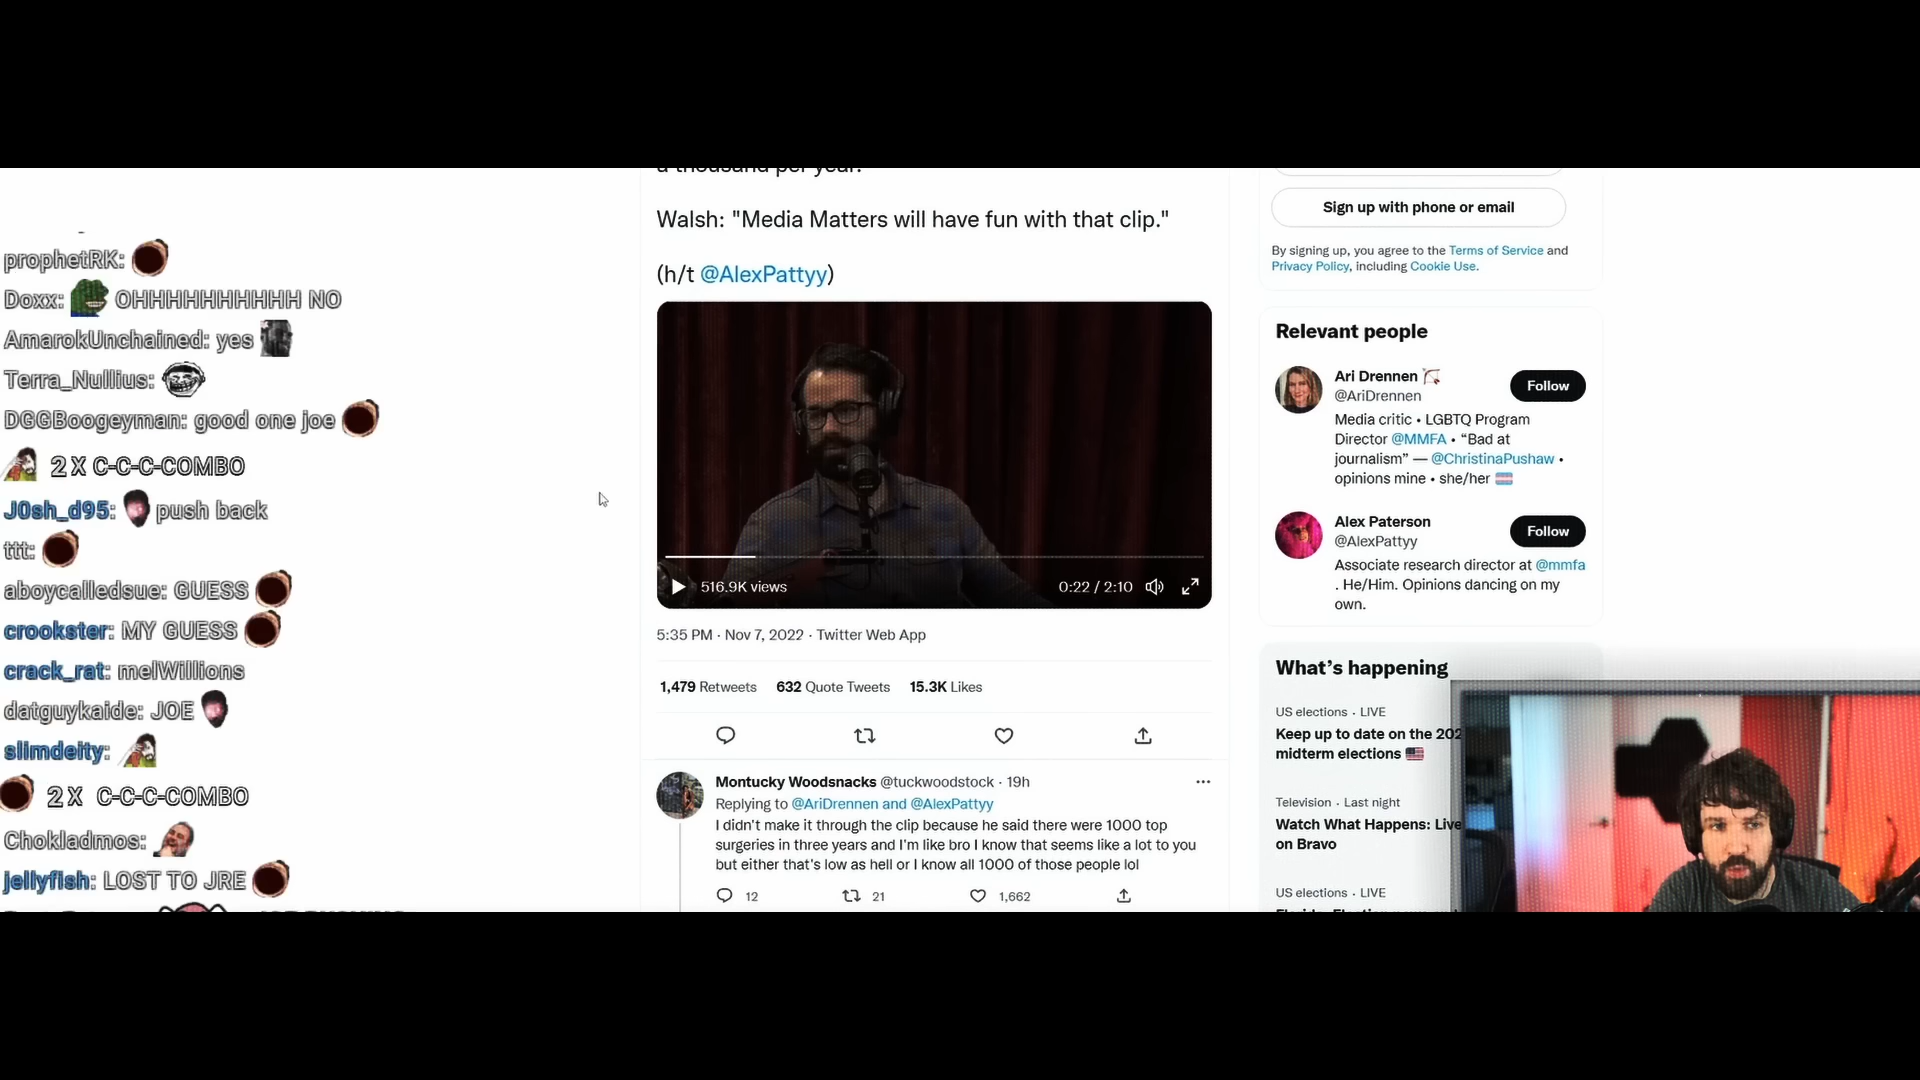 prophetRK:
Doxx: OHHHHHHHHHHH NO
AmarokUnchained: yes
Terra_Nullius:
DGGBoogeyman: good one joe
2 X C-C-C-COMBO
J0sh_d95: push back
ttt:
aboycalledsue: GUESS
crookster: MY GUESS
crack_rat: melWillions
datguykaide: JOE
slimdeity:
2 X C-C-C-COMBO
Chokladmos:
jellyfish: LOST TO JRE
a thousand per year.
Walsh: "Media Matters will have fun with that clip."
(h/t @AlexPattyy)
516.9K views
0:22 / 2:10
5:35 PM · Nov 7, 2022 · Twitter Web App
1,479 Retweets 632 Quote Tweets 15.3K Likes
Montucky Woodsnacks @tuckwoodstock · 19h
Replying to @AriDrennen and @AlexPattyy
I didn't make it through the clip because he said there were 1000 top
surgeries in three years and I'm like bro I know that seems like a lot to you
but either that's low as hell or I know all 1000 of those people lol
12 21 1,662
Sign up with phone or email
By signing up, you agree to the Terms of Service and
Privacy Policy, including Cookie Use.
Relevant people
Ari Drennen
@AriDrennen
Follow
Media critic • LGBTQ Program
Director @MMFA • “Bad at
journalism” — @ChristinaPushaw •
opinions mine • she/her
Alex Paterson
@AlexPattyy
Follow
Associate research director at @mmfa
. He/Him. Opinions dancing on my
own.
What's happening
US elections · LIVE
Keep up to date on the 202
midterm elections
Television · Last night
Watch What Happens: Live
on Bravo
US elections · LIVE